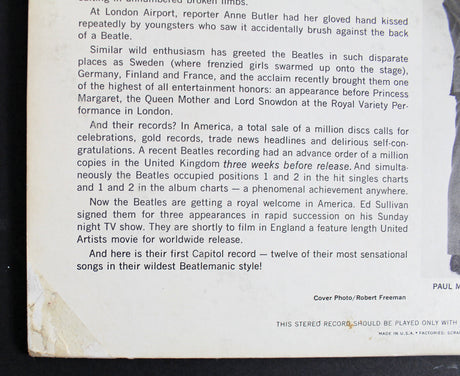 At London Airport, reporter Anne Butler had her gloved hand kissed
repeatedly by youngsters who saw it accidentally brush against the back
of a Beatle.
Similar wild enthusiasm has greeted the Beatles in such disparate
places as Sweden (where frenzied girls swarmed up onto the stage),
Germany, Finland and France, and the acclaim recently brought them one
of the highest of all entertainment honors: an appearance before Princess
Margaret, the Queen Mother and Lord Snowdon at the Royal Variety Per-
formance in London.
And their records? In America, a total sale of a million discs calls for
celebrations, gold records, trade news headlines and delirious self-con-
gratulations. A recent Beatles recording had an advance order of a million
copies in the United Kingdom three weeks before release. And simulta-
neously the Beatles occupied positions 1 and 2 in the hit singles charts
and 1 and 2 in the album charts — a phenomenal achievement anywhere.
Now the Beatles are getting a royal welcome in America. Ed Sullivan
signed them for three appearances in rapid succession on his Sunday
night TV show. They are shortly to film in England a feature length United
Artists movie for worldwide release.
And here is their first Capitol record — twelve of their most sensational
songs in their wildest Beatlemanic style!
PAUL M
Cover Photo/Robert Freeman
THIS STEREO RECORD SHOULD BE PLAYED ONLY WITH
MADE IN U.S.A. • FACTORIES: SCRAN